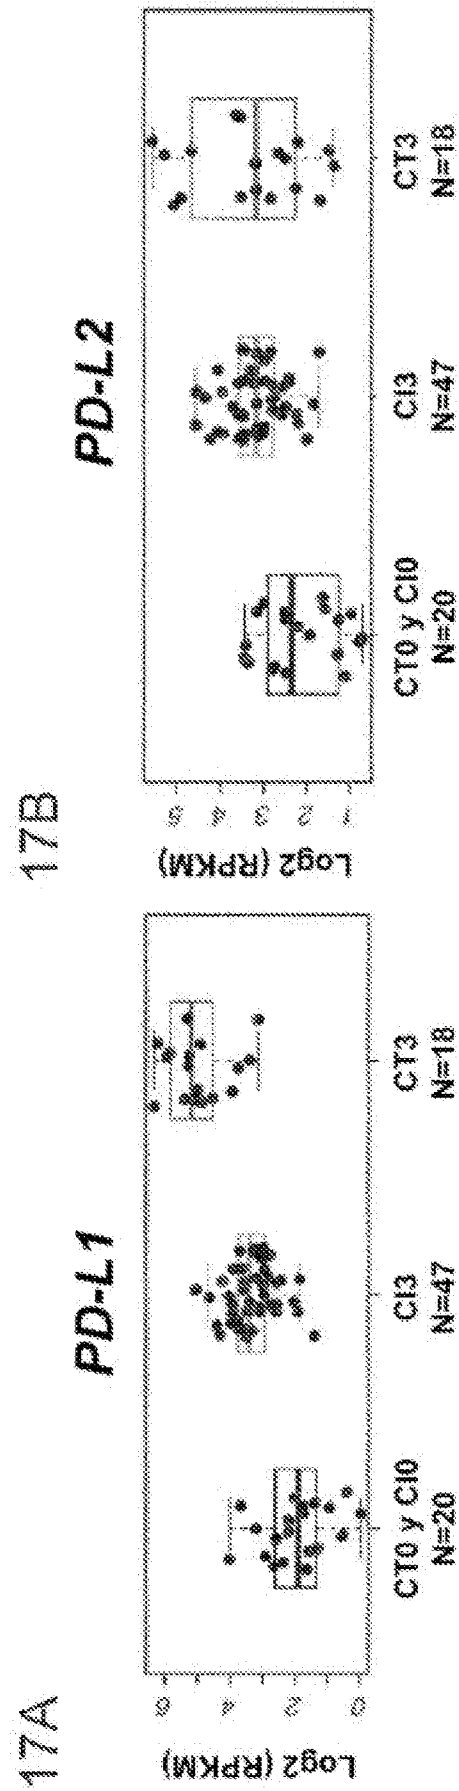 17A
PD-L1
Log2 (RPKM)
6
4
2
0
CT0 y CI0
N=20
CI3
N=47
CT3
N=18
17B
PD-L2
Log2 (RPKM)
5
4
3
2
1
CT0 y CI0
N=20
CI3
N=47
CT3
N=18